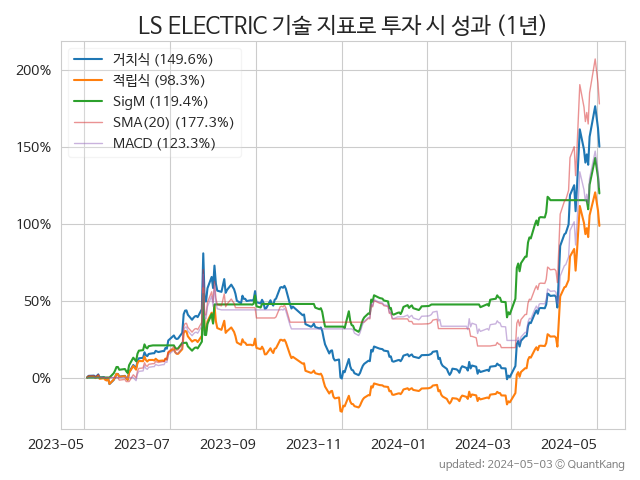 LS ELECTRIC 기술 지표로 투자 시 성과 (1년)
거치식 (149.6%)
적립식 (98.3%)
SigM (119.4%)
SMA(20) (177.3%)
MACD (123.3%)
200%
150%
100%
50%
0%
2023-05 2023-07 2023-09 2023-11 2024-01 2024-03 2024-05
updated: 2024-05-03 © QuantKang